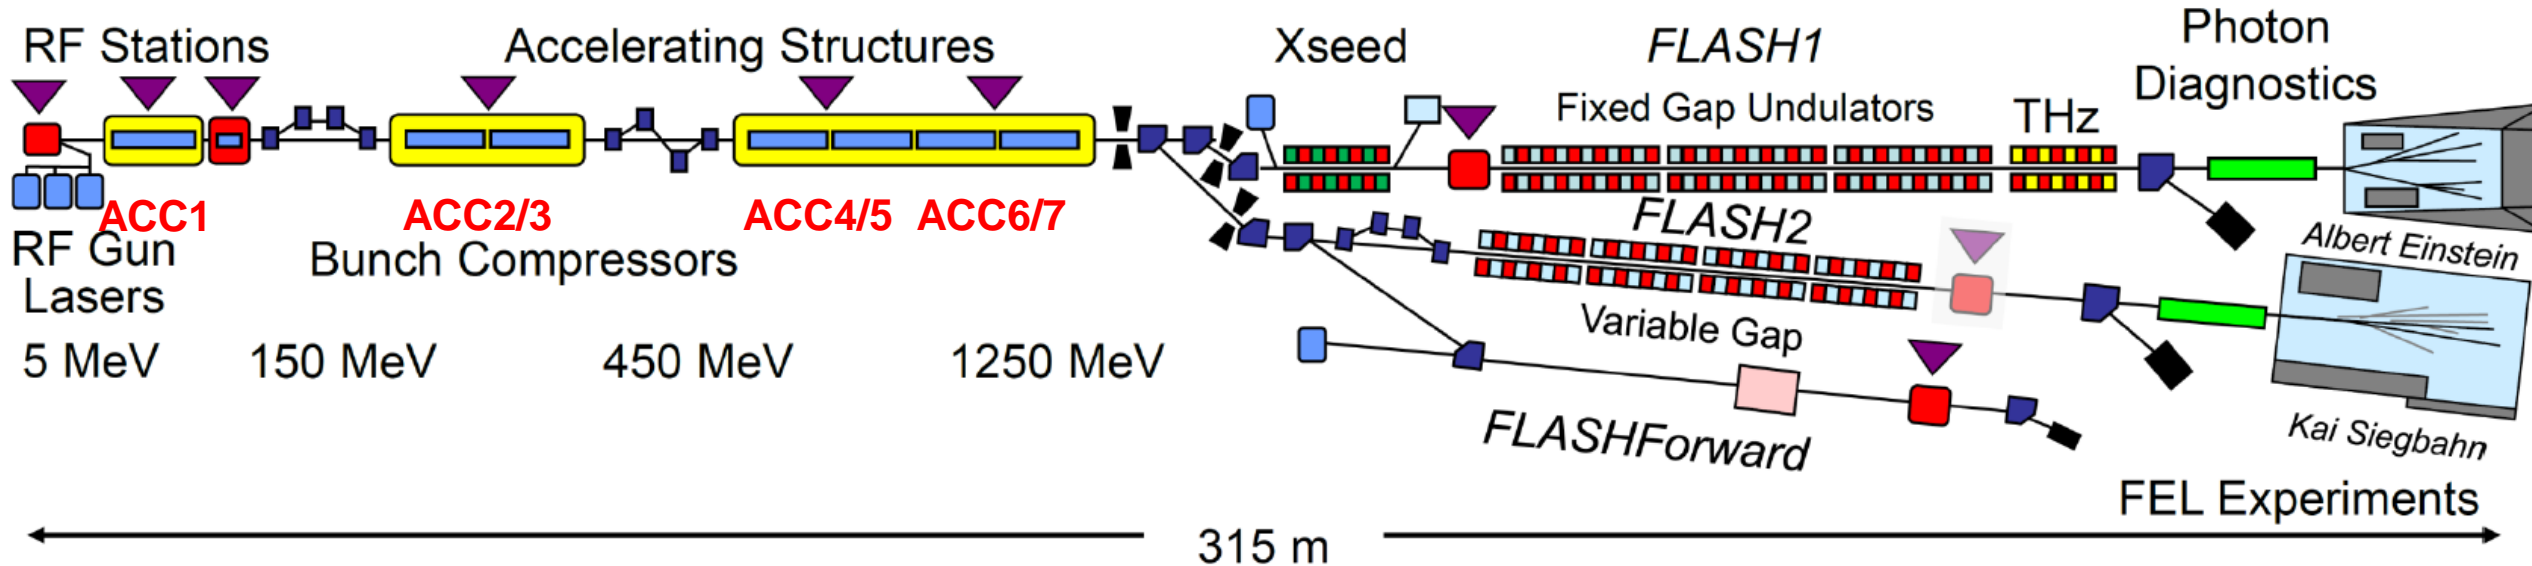 RF Stations
Accelerating Structures
Xseed
FLASH1
Fixed Gap Undulators
THz
Photon
Diagnostics
ACC1
ACC2/3
ACC4/5
ACC6/7
RF Gun
Lasers
Bunch Compressors
FLASH2
Variable Gap
Albert Einstein
5 MeV
150 MeV
450 MeV
1250 MeV
FLASHForward
Kai Siegbahn
FEL Experiments
315 m